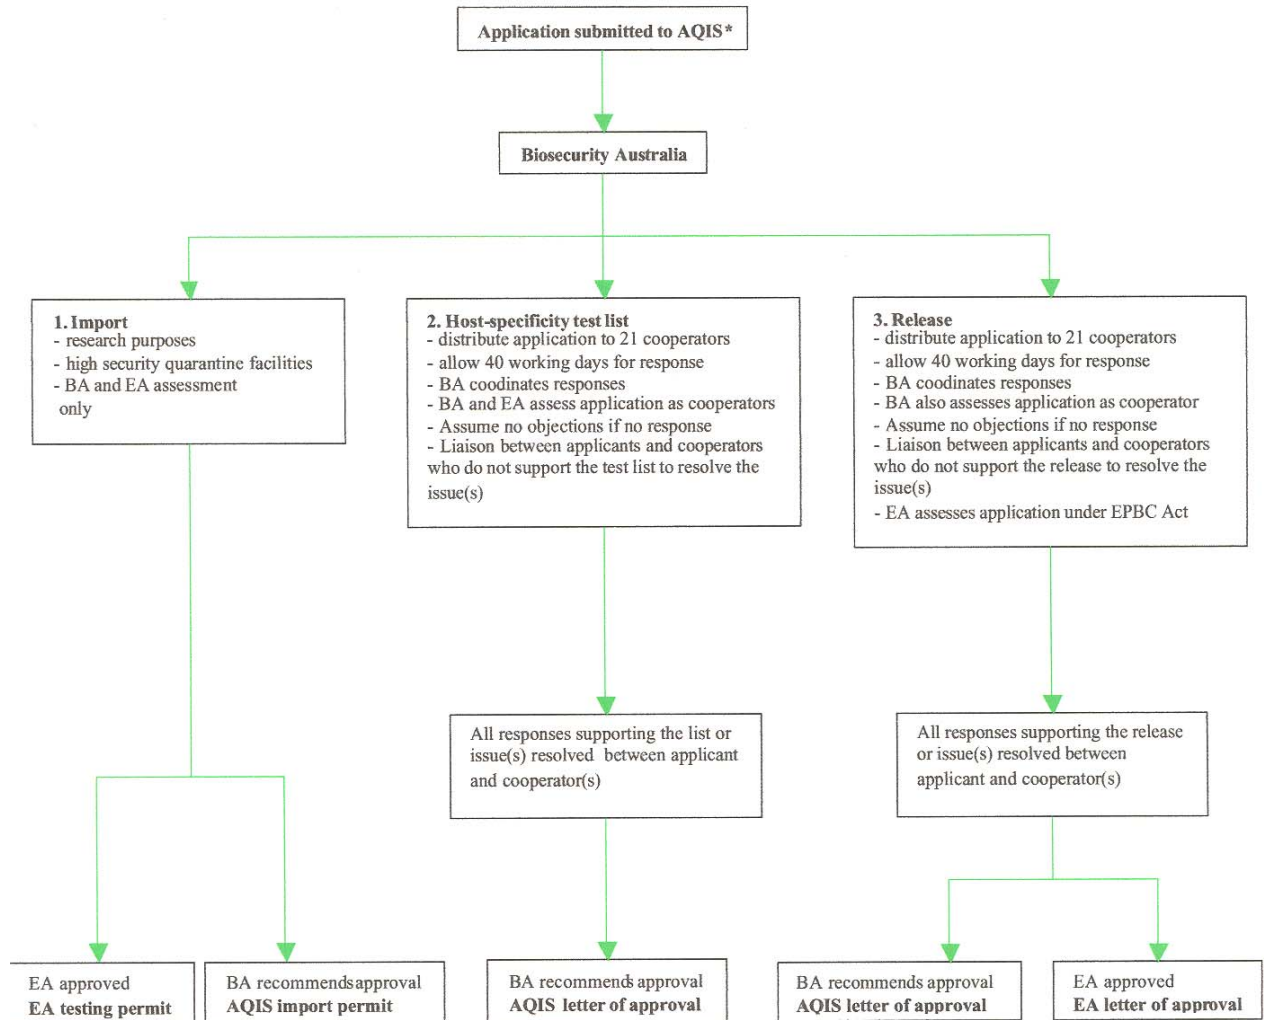 Application submitted to AQIS*
Biosecurity Australia
1. Import
- research purposes
- high security quarantine facilities
- BA and EA assessment
only
2. Host-specificity test list
- distribute application to 21 cooperators
- allow 40 working days for response
- BA coodinates responses
- BA and EA assess application as cooperators
- Assume no objections if no response
- Liaison between applicants and cooperators
who do not support the test list to resolve the
issue(s)
3. Release
- distribute application to 21 cooperators
- allow 40 working days for response
- BA coodinates responses
- BA also assesses application as cooperator
- Assume no objections if no response
- Liaison between applicants and cooperators
who do not support the release to resolve the
issue(s)
- EA assesses application under EPBC Act
All responses supporting the list or
issue(s) resolved between applicant
and cooperator(s)
All responses supporting the release
or issue(s) resolved between
applicant and cooperator(s)
EA approved
EA testing permit
BA recommends approval
AQIS import permit
BA recommends approval
AQIS letter of approval
BA recommends approval
AQIS letter of approval
EA approved
EA letter of approval